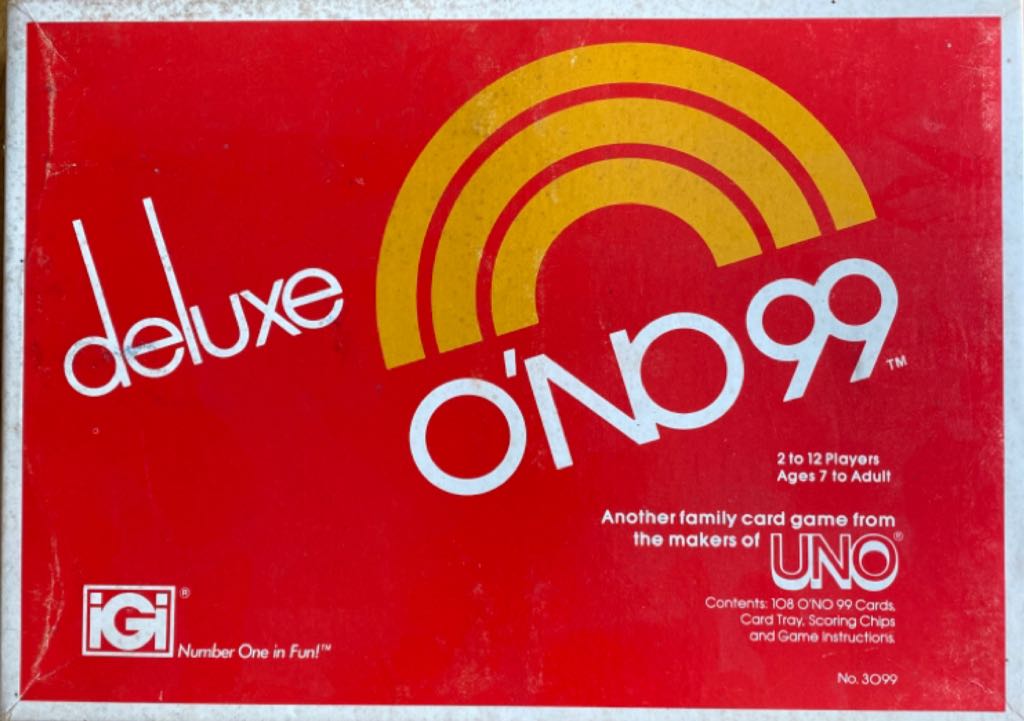 deluxe
O'NO 99™
2 to 12 Players
Ages 7 to Adult
Another family card game from
the makers of UNO®
Contents: 108 O'NO 99 Cards,
Card Tray, Scoring Chips
and Game Instructions.
No. 3099
iGi®
Number One in Fun!™